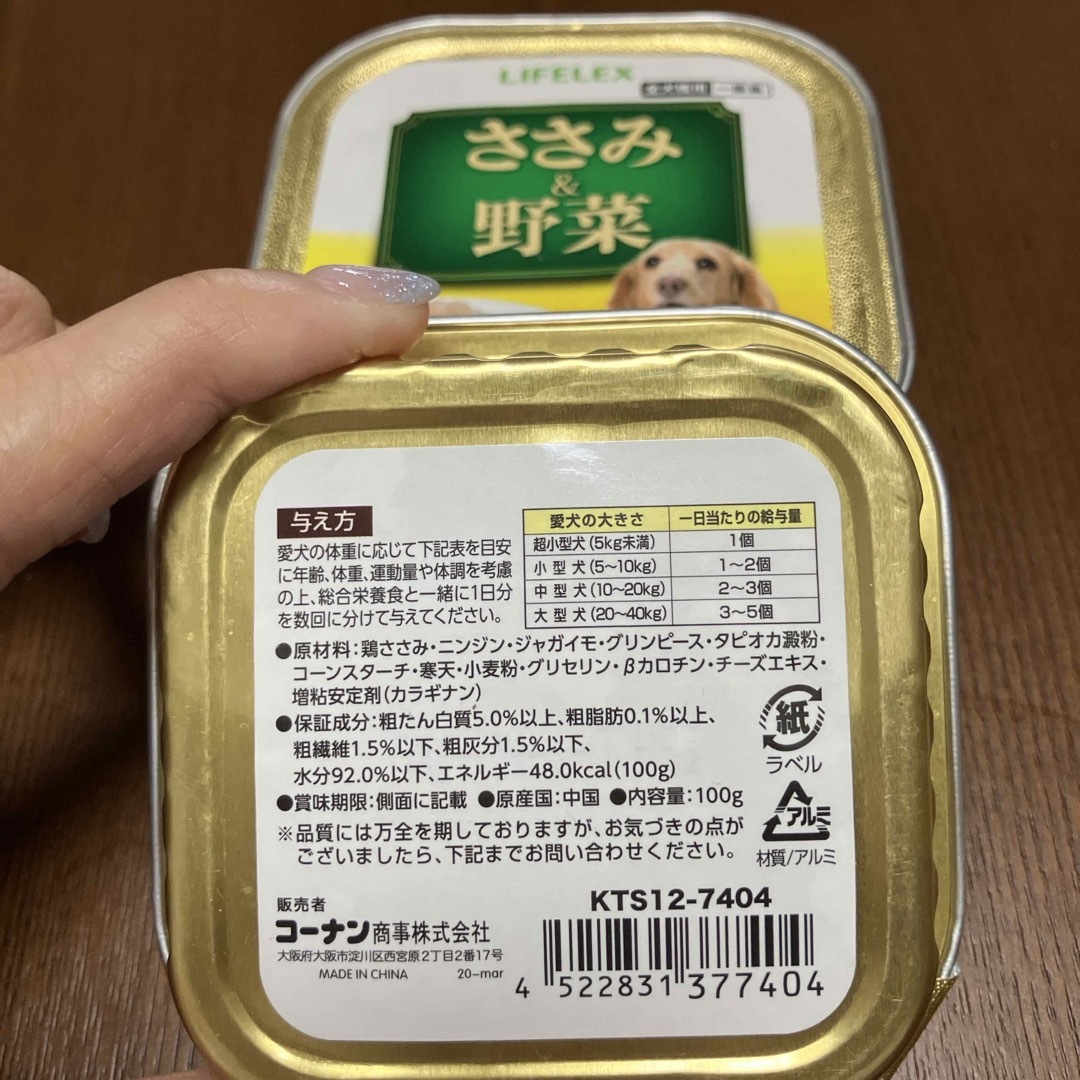 LIFELEX
ささみ
&
野菜
与え方
愛犬の体重に応じて下記表を目安
に年齢、体重、運動量や体調を考慮
の上、総合栄養食と一緒に1日分
を数回に分けて与えてください。
愛犬の大きさ 一日当たりの給与量
超小型犬(5kg未満) 1個
小型犬(5〜10kg) 1〜2個
中型犬(10〜20kg) 2〜3個
大型犬(20〜40kg) 3〜5個
●原材料:鶏ささみ・ニンジン・ジャガイモ・グリンピース・タピオカ澱粉・
コーンスターチ・寒天・小麦粉・グリセリン・βカロチン・チーズエキス・
増粘安定剤(カラギナン)
●保証成分:粗たん白質5.0%以上、粗脂肪0.1%以上、
粗繊維1.5%以下、粗灰分1.5%以下、
水分92.0%以下、エネルギー48.0kcal(100g)
●賞味期限:側面に記載 ●原産国:中国 ●内容量:100g
※品質には万全を期しておりますが、お気づきの点が
ございましたら、下記までお問い合わせください。
紙
ラベル
アルミ
材質/アルミ
販売者
コーナン商事株式会社
大阪府大阪市淀川区西宮原2丁目2番17号
MADE IN CHINA 20-mar
KTS12-7404
4 522831 377404